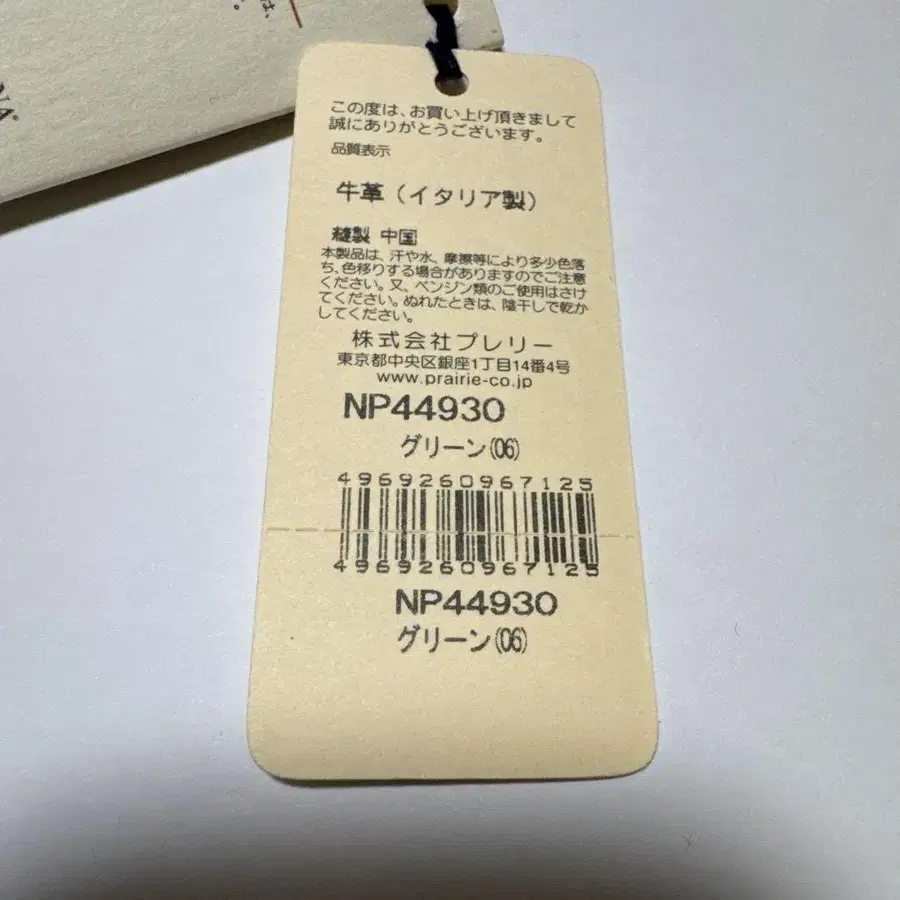 は、
。
NA®
この度は、お買い上げ頂きまして
誠にありがとうございます。
品質表示
牛革（イタリア製）
縫製 中国
本製品は、汗や水、摩擦等により多少色落
ち、色移りする場合がありますのでご注意
ください。又、ベンジン類のご使用はさけ
てください。ぬれたときは、陰干しで乾か
してください。
株式会社プレリー
東京都中央区銀座1丁目14番4号
www.prairie-co.jp
NP44930
グリーン(06)
4969260967125
4969260967125
NP44930
グリーン(06)